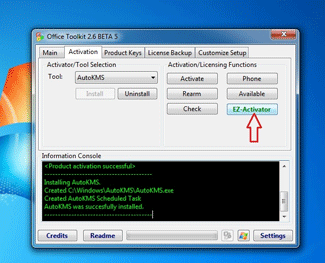 Office Toolkit 2.6 BETA 5
Main Activation Product Keys License Backup Customize Setup
Activator/Tool Selection
Tool: AutoKMS
Install Uninstall
Activation/Licensing Functions
Activate Phone
Rearm Available
Check EZ-Activator
Information Console
<Product activation successful>
----------------------------------------
Installing AutoKMS.
Created C:\Windows\AutoKMS\AutoKMS.exe
Created AutoKMS Scheduled Task
AutoKMS was succesfully installed.
----------------------------------------
Credits Readme Settings